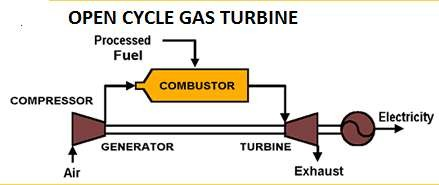 OPEN CYCLE GAS TURBINE
Processed
Fuel
COMBUSTOR
COMPRESSOR
Electricity
GENERATOR
TURBINE
Air
Exhaust